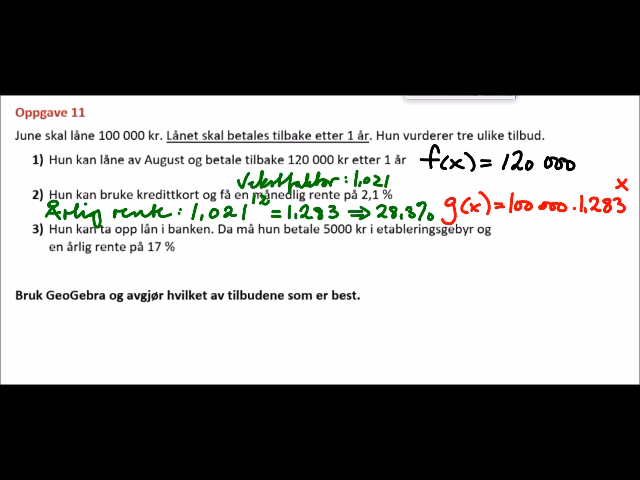 Oppgave 11
June skal låne 100 000 kr. Lånet skal betales tilbake etter 1 år. Hun vurderer tre ulike tilbud.
1) Hun kan låne av August og betale tilbake 120 000 kr etter 1 år f(x) = 120 000
Vekstfaktor: 1,021
2) Hun kan bruke kredittkort og få en månedlig rente på 2,1 %
Årlig rente: 1,021^12 = 1,283 ⇒ 28,3% g(x) = 100 000 · 1,283^x
3) Hun kan ta opp lån i banken. Da må hun betale 5000 kr i etableringsgebyr og
en årlig rente på 17 %
Bruk GeoGebra og avgjør hvilket av tilbudene som er best.